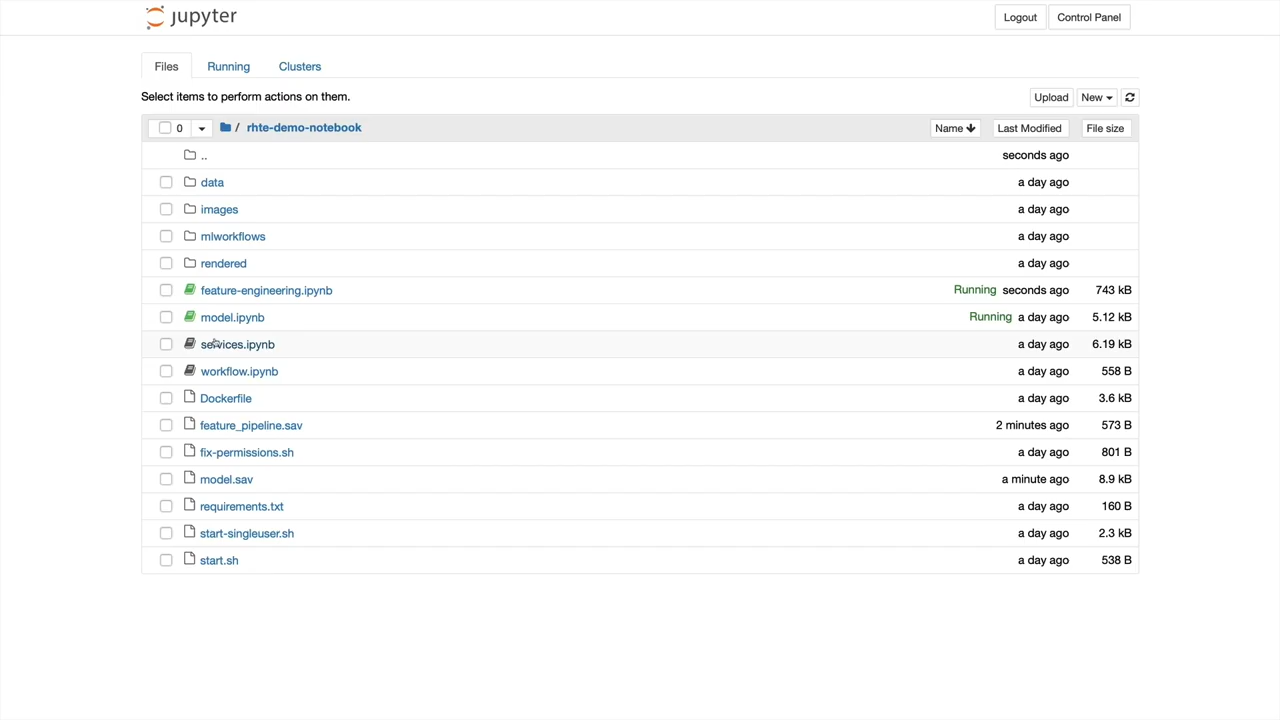 jupyter Logout Control Panel
Files Running Clusters
Select items to perform actions on them. Upload New
0 / rhte-demo-notebook Name Last Modified File size
.. seconds ago
data a day ago
images a day ago
mlworkflows a day ago
rendered a day ago
feature-engineering.ipynb Running seconds ago 743 kB
model.ipynb Running a day ago 5.12 kB
services.ipynb a day ago 6.19 kB
workflow.ipynb a day ago 558 B
Dockerfile a day ago 3.6 kB
feature_pipeline.sav 2 minutes ago 573 B
fix-permissions.sh a day ago 801 B
model.sav a minute ago 8.9 kB
requirements.txt a day ago 160 B
start-singleuser.sh a day ago 2.3 kB
start.sh a day ago 538 B